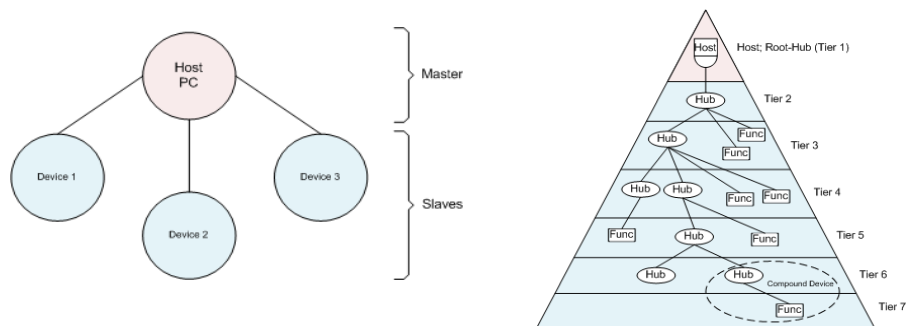 Host
PC
Master
Device 1
Device 3
Device 2
Slaves
Host
Host; Root-Hub (Tier 1)
Hub
Tier 2
Hub
Func
Func
Tier 3
Hub
Hub
Func
Func
Tier 4
Func
Hub
Func
Tier 5
Hub
Hub
Compound Device
Tier 6
Func
Tier 7